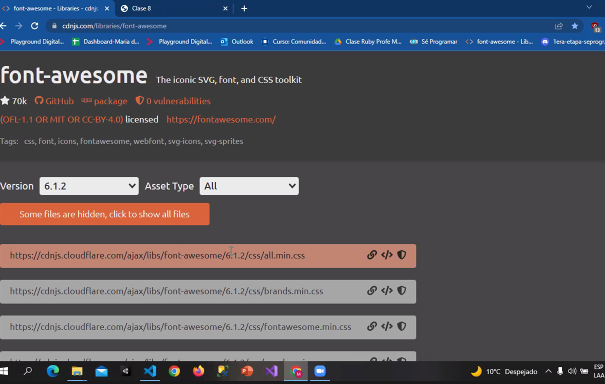 font-awesome - Libraries - cdnjs
Clase 8
cdnjs.com/libraries/font-awesome
Playground Digital...
Dashboard-Maria d...
Playground Digital...
Outlook
Curso: Comunidad...
Clase Ruby Profe M...
Sé Programar
font-awesome - Lib...
Tera-etapa-seprog
font-awesome The iconic SVG, font, and CSS toolkit
70k GitHub package 0 vulnerabilities
(OFL-1.1 OR MIT OR CC-BY-4.0) licensed https://fontawesome.com/
Tags: css, font, icons, fontawesome, webfont, svg-icons, svg-sprites
Version 6.1.2 Asset Type All
Some files are hidden, click to show all files
https://cdnjs.cloudflare.com/ajax/libs/font-awesome/6.1.2/css/all.min.css
https://cdnjs.cloudflare.com/ajax/libs/font-awesome/6.1.2/css/brands.min.css
https://cdnjs.cloudflare.com/ajax/libs/font-awesome/6.1.2/css/fontawesome.min.css
10°C Despejado
ESP
LAA